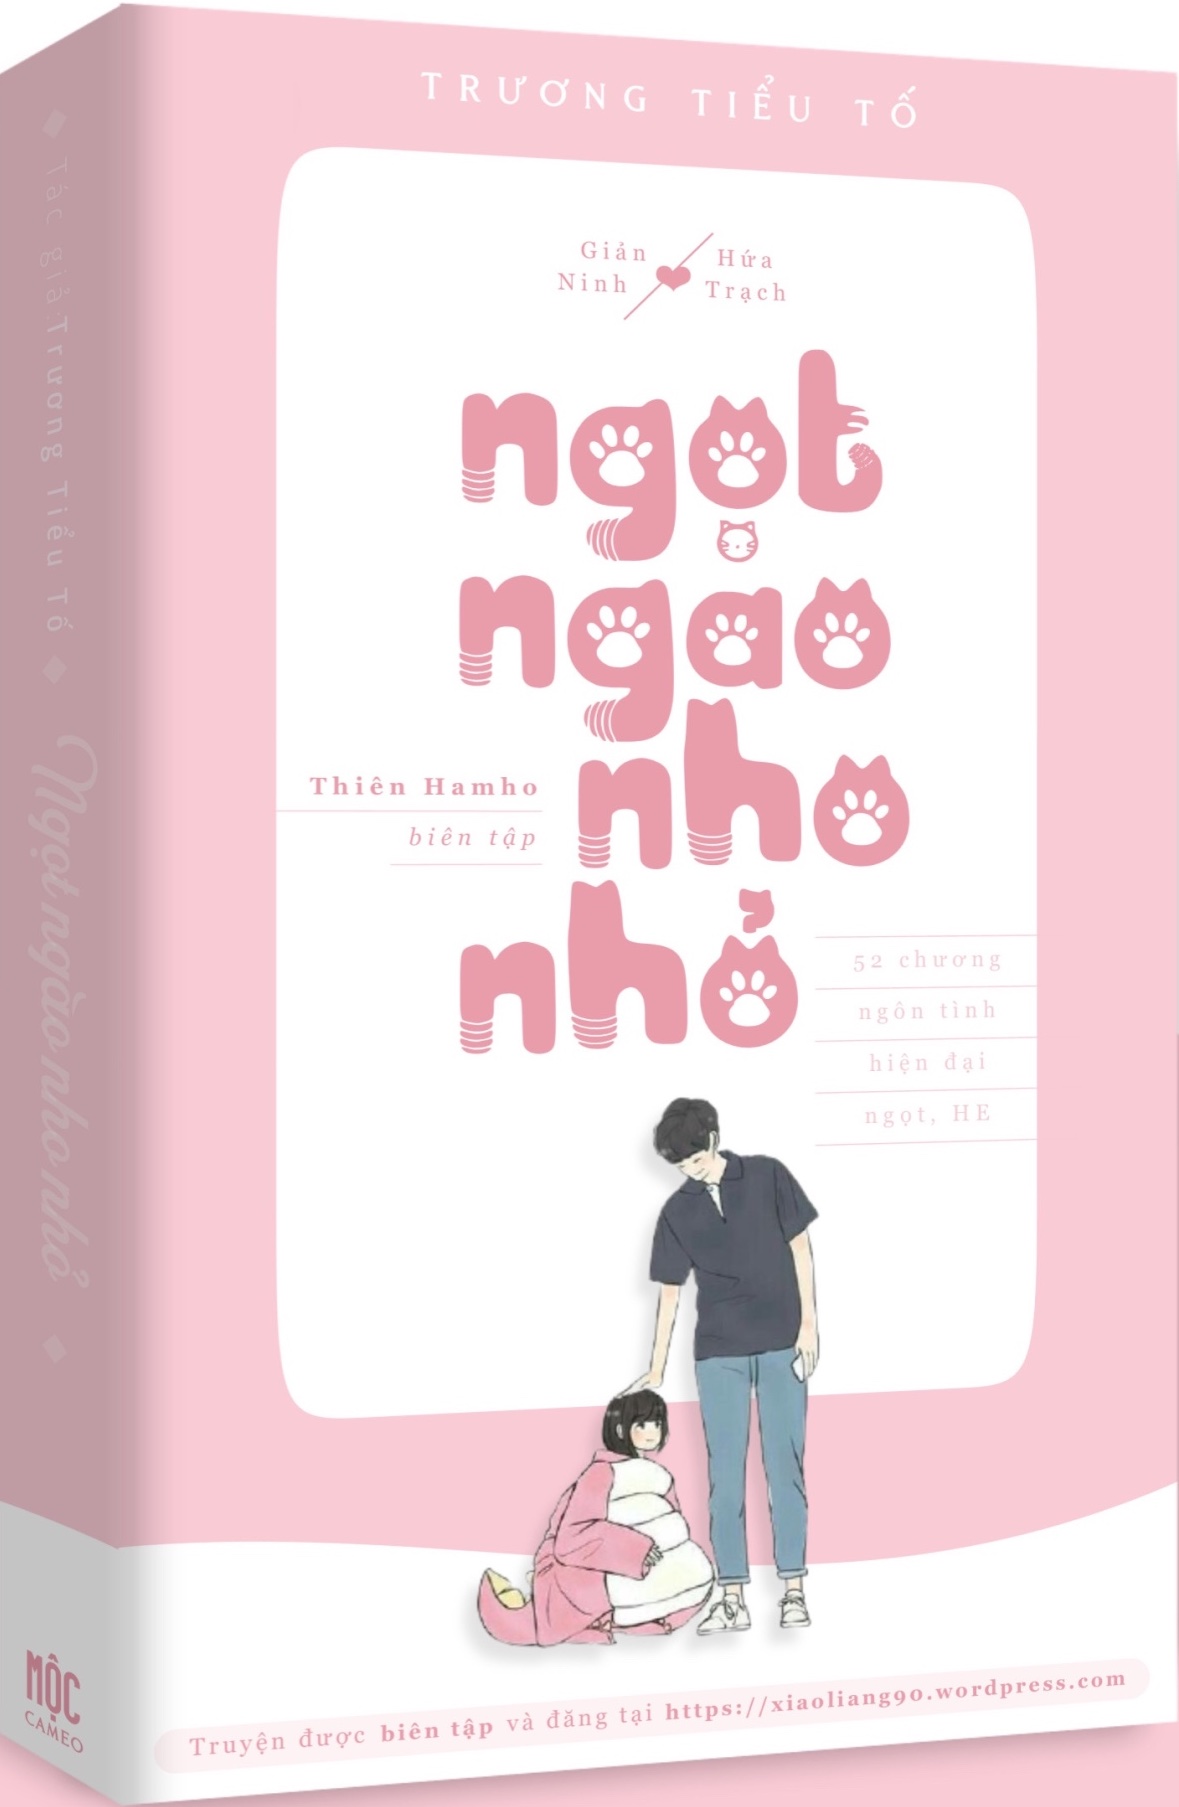 TRƯƠNG TIỂU TỐ
Giản Ninh
Hứa Trạch
ngọt
ngao
nho
nhỏ
Thiên Hamho
biên tập
52 chương
ngôn tình
hiện đại
ngọt, HE
Truyện được biên tập và đăng tại https://xiaoliang90.wordpress.com
Tác giả: Trương Tiểu Tố
Ngọt ngào nho nhỏ
MỘC
CAMEO